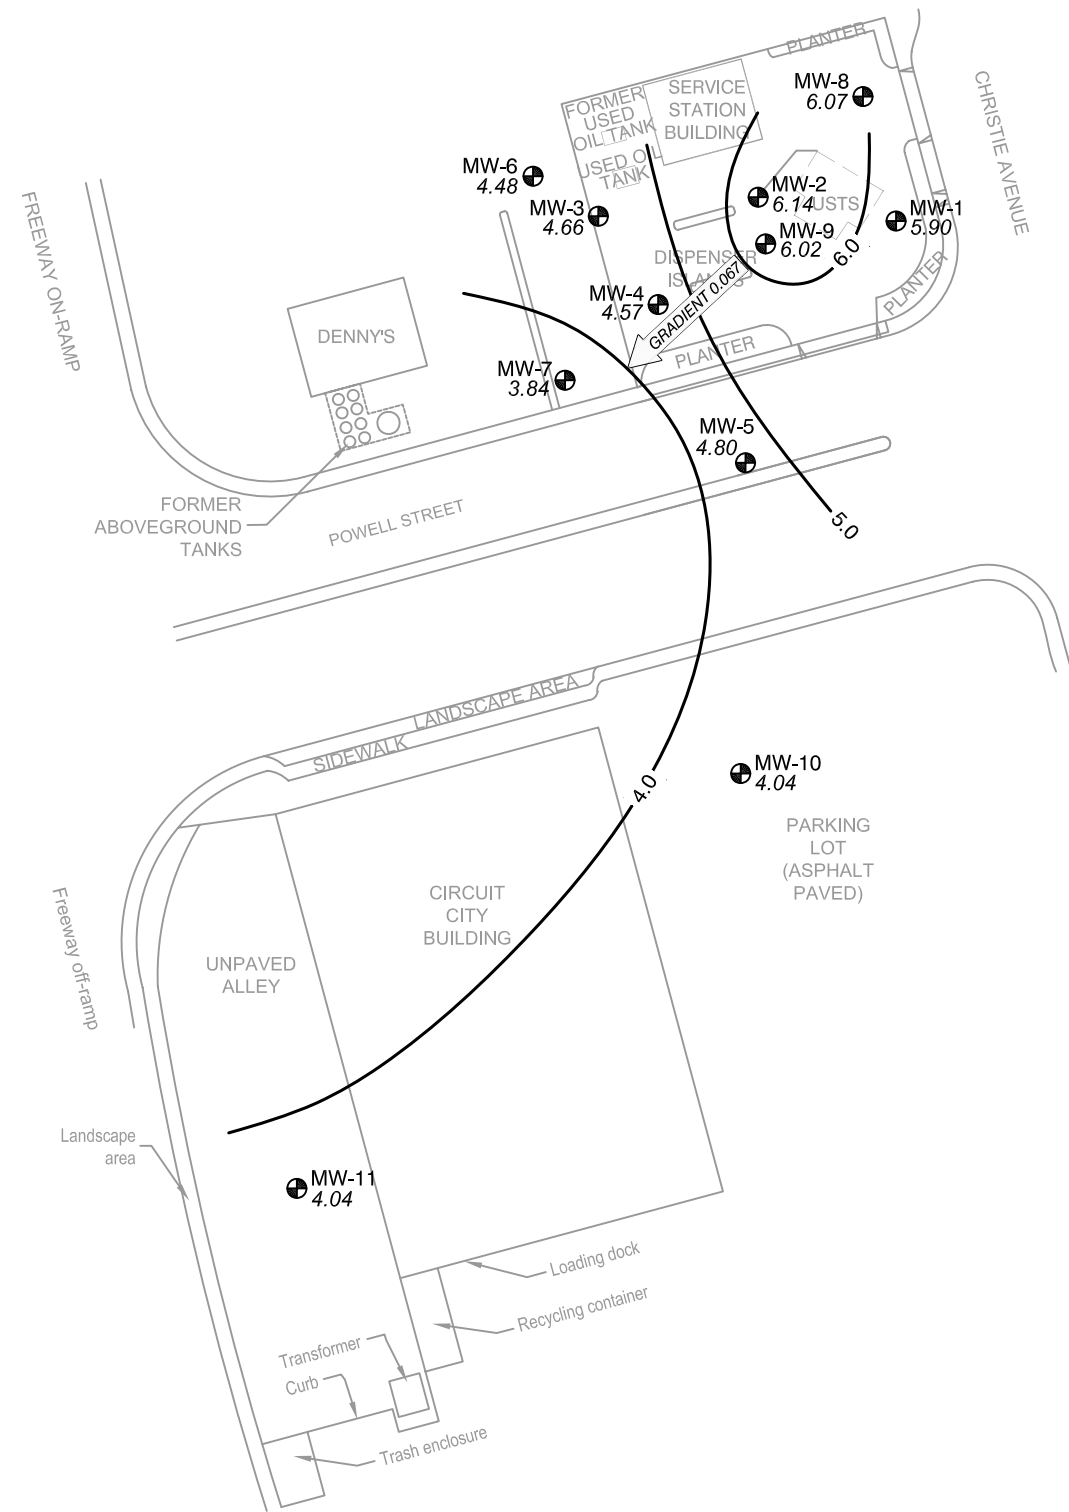 PLANTER
CHRISTIE AVENUE
MW-8
6.07
SERVICE
STATION
BUILDING
FORMER
USED
OIL TANK
USED OIL
TANK
MW-6
4.48
MW-3
4.66
MW-2
6.14
USTS
MW-1
5.90
MW-9
6.02
6.0
FREEWAY ON-RAMP
DISPENSER
ISLANDS
GRADIENT 0.067
PLANTER
MW-4
4.57
DENNY'S
PLANTER
MW-7
3.84
MW-5
4.80
5.0
FORMER
ABOVEGROUND
TANKS
POWELL STREET
LANDSCAPE AREA
SIDEWALK
MW-10
4.04
4.0
PARKING
LOT
(ASPHALT
PAVED)
CIRCUIT
CITY
BUILDING
Freeway off-ramp
UNPAVED
ALLEY
Landscape
area
MW-11
4.04
Loading dock
Recycling container
Transformer
Curb
Trash enclosure